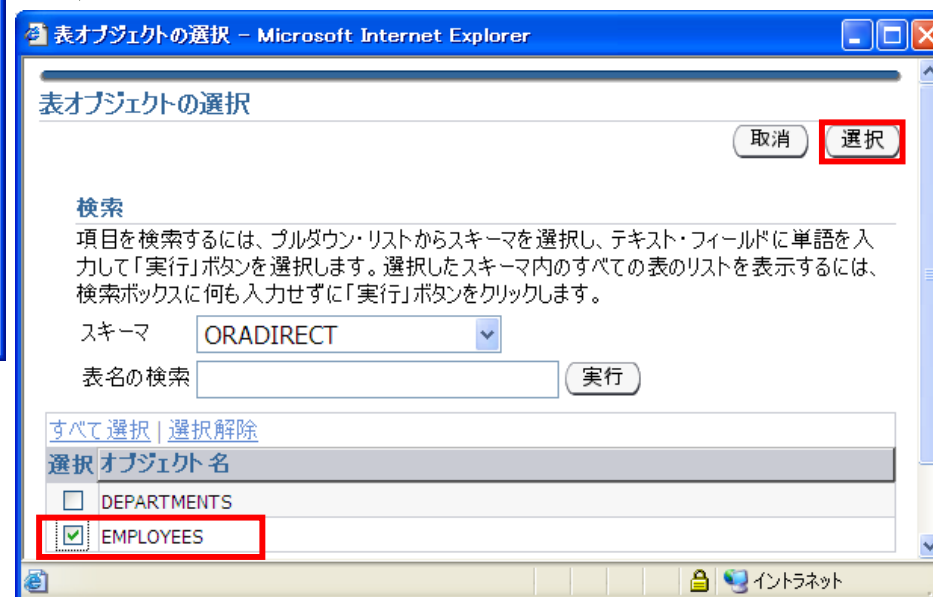 表オブジェクトの選択 - Microsoft Internet Explorer
表オブジェクトの選択
取消 選択
検索
項目を検索するには、プルダウン・リストからスキーマを選択し、テキスト・フィールドに単語を入
力して「実行」ボタンを選択します。選択したスキーマ内のすべての表のリストを表示するには、
検索ボックスに何も入力せずに「実行」ボタンをクリックします。
スキーマ ORADIRECT
表名の検索 実行
すべて選択 | 選択解除
選択 オブジェクト名
DEPARTMENTS
EMPLOYEES
イントラネット